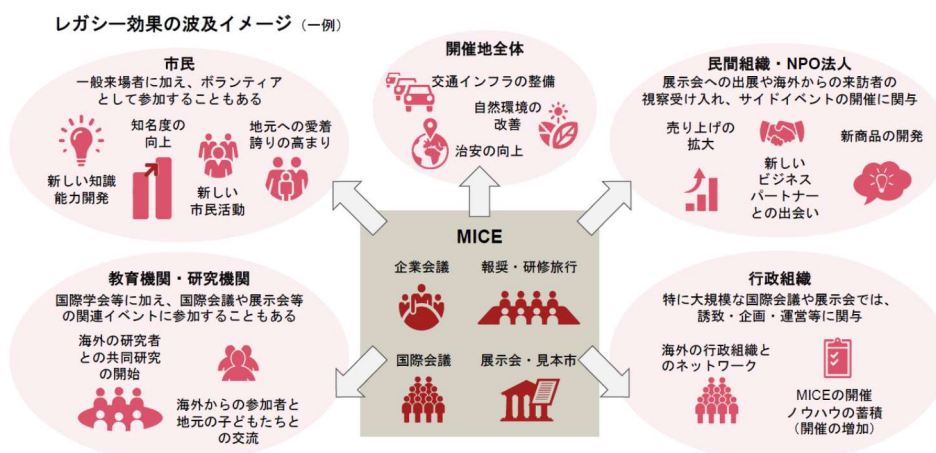 レガシー効果の波及イメージ（一例）
市民
一般来場者に加え、ボランティア
として参加することもある
知名度の
向上
地元への愛着
誇りの高まり
新しい知識
能力開発
新しい
市民活動
開催地全体
交通インフラの整備
自然環境の
改善
治安の向上
民間組織・NPO法人
展示会への出展や海外からの来訪者の
視察受け入れ、サイドイベントの開催に関与
売り上げの
拡大
新しい
ビジネス
パートナー
との出会い
新商品の開発
MICE
企業会議
報奨・研修旅行
国際会議
展示会・見本市
教育機関・研究機関
国際学会等に加え、国際会議や展示会等
の関連イベントに参加することもある
海外の研究者
との共同研究
の開始
海外からの参加者と
地元の子どもたちと
の交流
行政組織
特に大規模な国際会議や展示会では、
誘致・企画・運営等に関与
海外の行政組織と
のネットワーク
MICEの開催
ノウハウの蓄積
（開催の増加）